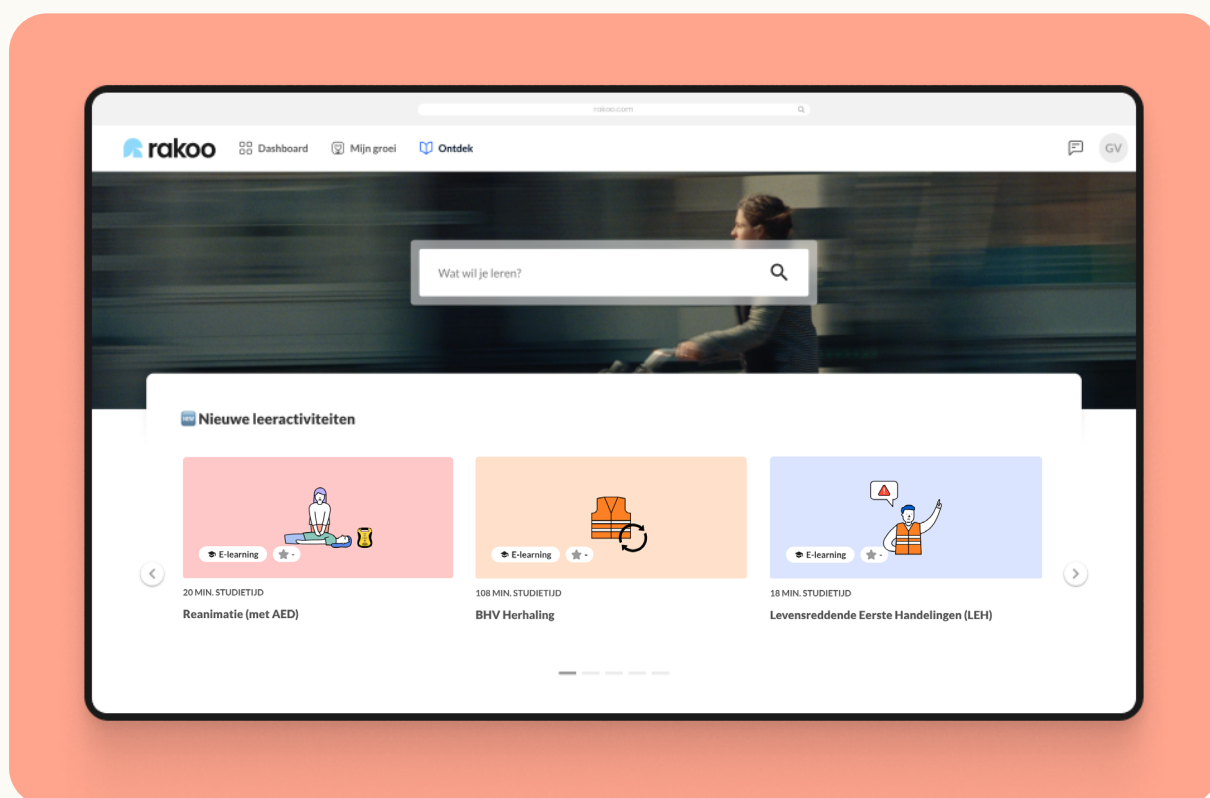 rakoo.com
rakoo
Dashboard
Mijn groei
Ontdek
GV
Wat wil je leren?
NEW Nieuwe leeractiviteiten
E-learning
-
E-learning
-
E-learning
-
20 MIN. STUDIETIJD
108 MIN. STUDIETIJD
18 MIN. STUDIETIJD
Reanimatie (met AED)
BHV Herhaling
Levensreddende Eerste Handelingen (LEH)